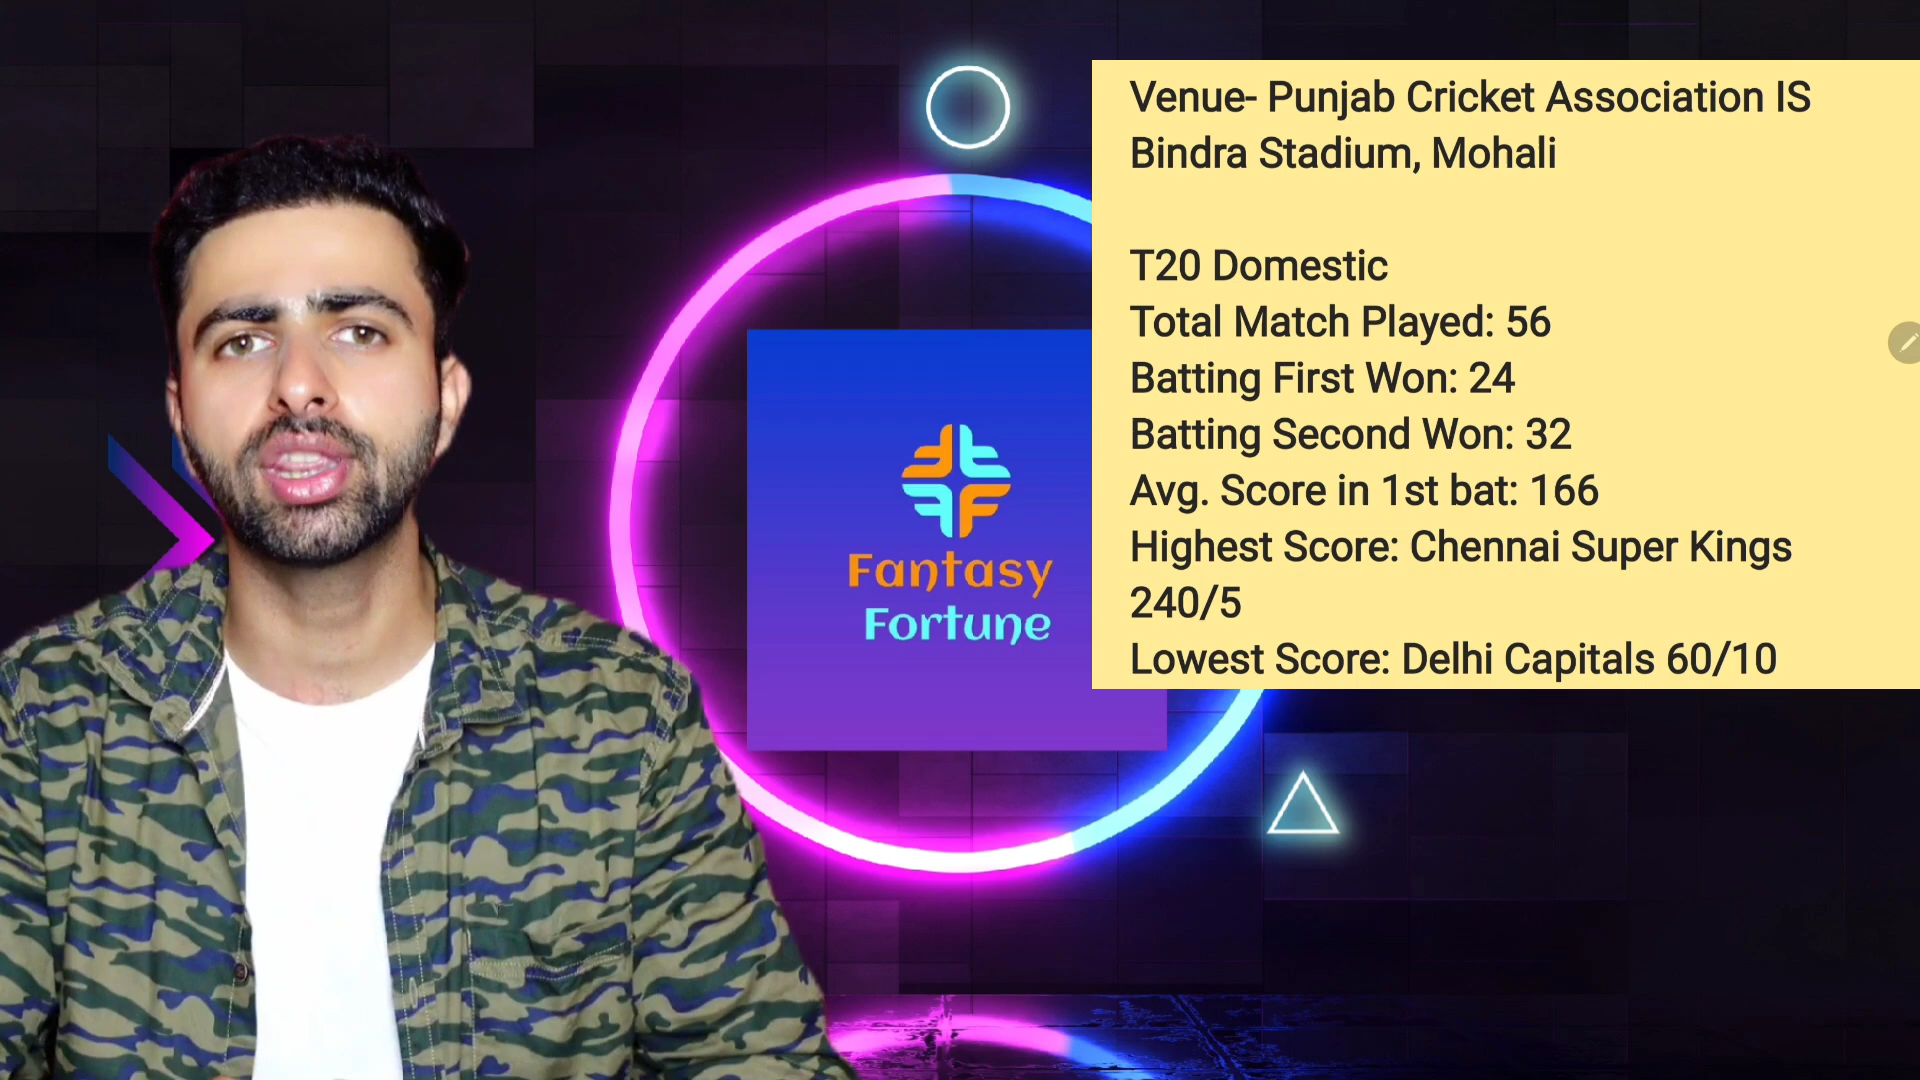 Venue- Punjab Cricket Association IS
Bindra Stadium, Mohali
T20 Domestic
Total Match Played: 56
Batting First Won: 24
Batting Second Won: 32
Avg. Score in 1st bat: 166
Highest Score: Chennai Super Kings
240/5
Lowest Score: Delhi Capitals 60/10
Fantasy
Fortune